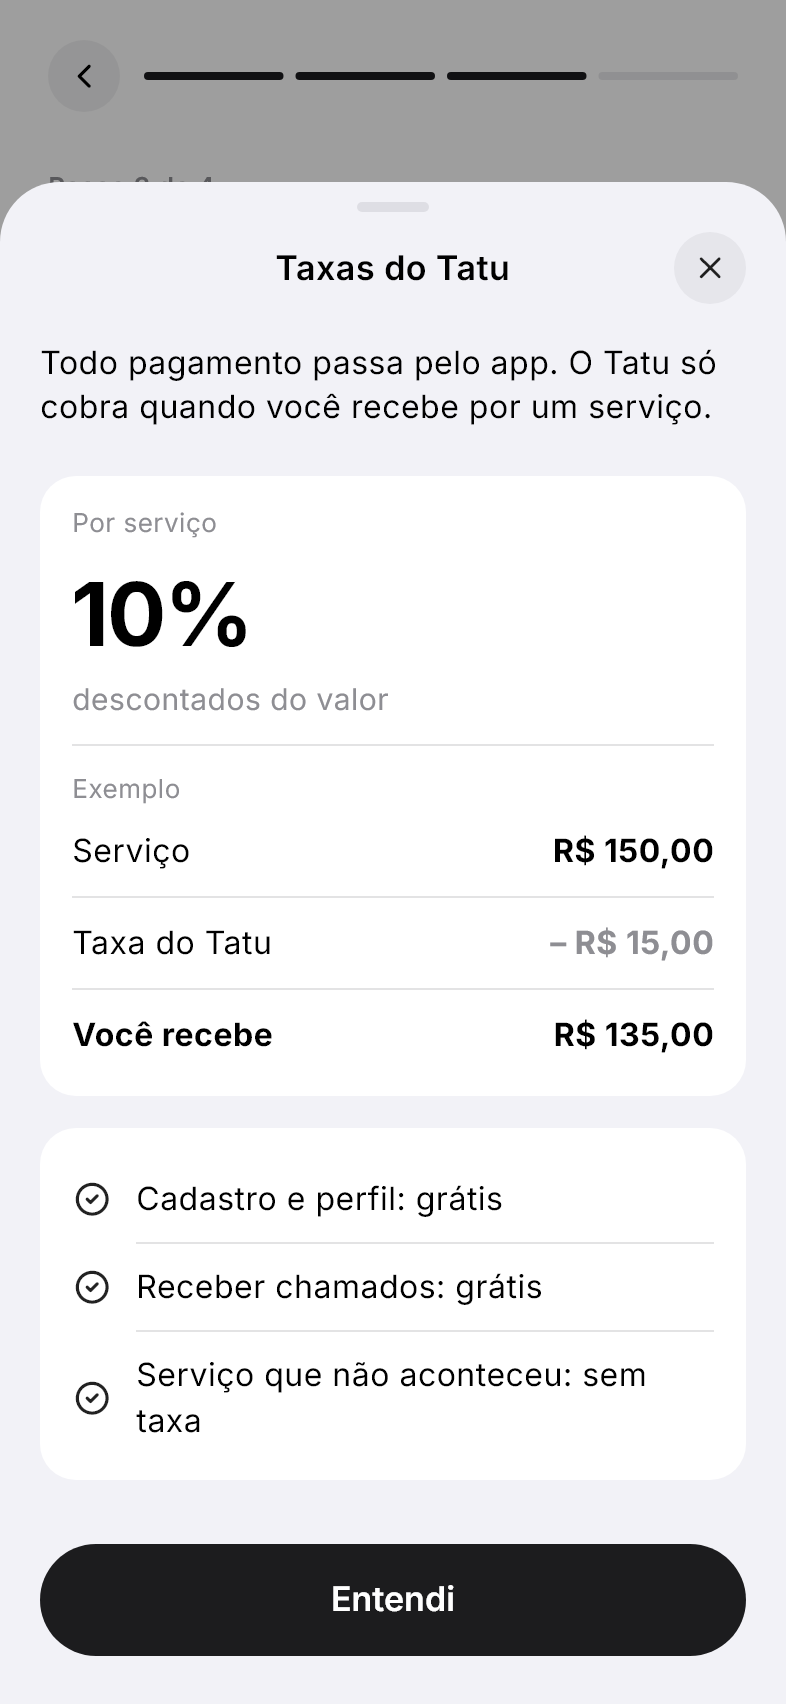 Taxas do Tatu
Todo pagamento passa pelo app. O Tatu só
cobra quando você recebe por um serviço.
Por serviço
10%
descontados do valor
Exemplo
Serviço R$ 150,00
Taxa do Tatu – R$ 15,00
Você recebe R$ 135,00
Cadastro e perfil: grátis
Receber chamados: grátis
Serviço que não aconteceu: sem
taxa
Entendi